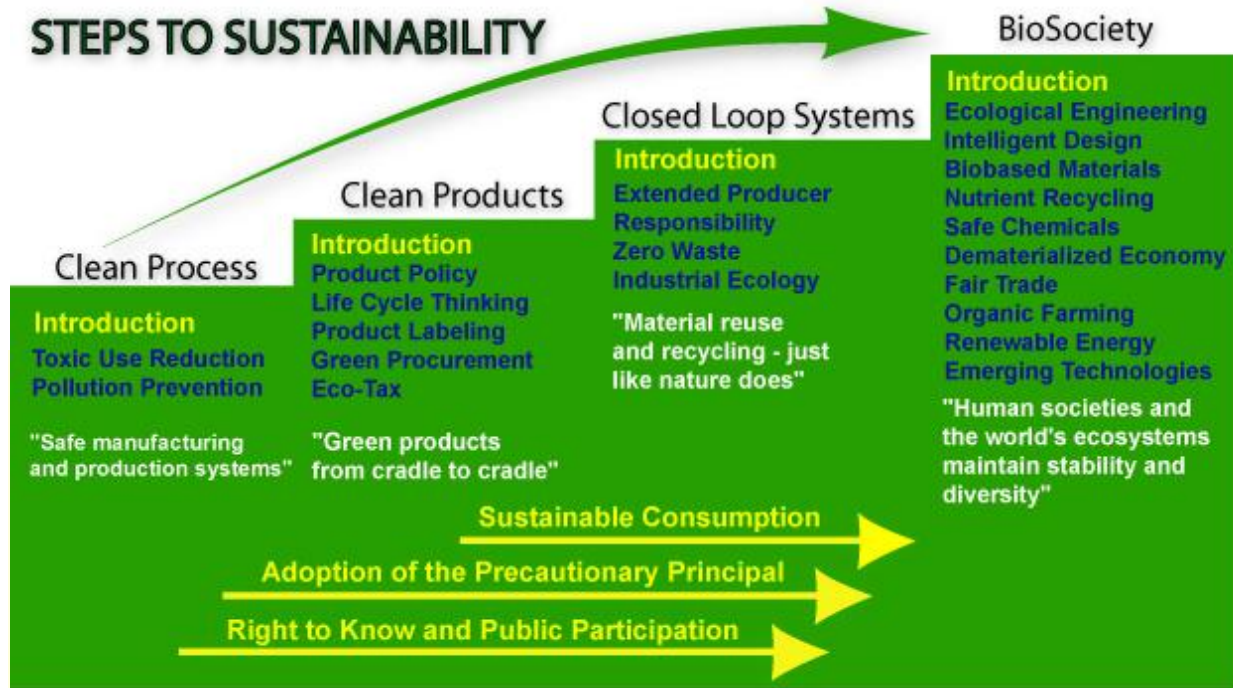 STEPS TO SUSTAINABILITY
Clean Process
Introduction
Toxic Use Reduction
Pollution Prevention
"Safe manufacturing
and production systems"
Clean Products
Introduction
Product Policy
Life Cycle Thinking
Product Labeling
Green Procurement
Eco-Tax
"Green products
from cradle to cradle"
Closed Loop Systems
Introduction
Extended Producer
Responsibility
Zero Waste
Industrial Ecology
"Material reuse
and recycling - just
like nature does"
BioSociety
Introduction
Ecological Engineering
Intelligent Design
Biobased Materials
Nutrient Recycling
Safe Chemicals
Dematerialized Economy
Fair Trade
Organic Farming
Renewable Energy
Emerging Technologies
"Human societies and
the world's ecosystems
maintain stability and
diversity"
Sustainable Consumption
Adoption of the Precautionary Principal
Right to Know and Public Participation